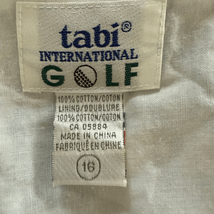 tabi
INTERNATIONAL
GOLF
100% COTTON/COTON
LINING/DOUBLURE
100% COTTON/COTON
CA 05984
MADE IN CHINA
FABRIQUÉ EN CHINE
16